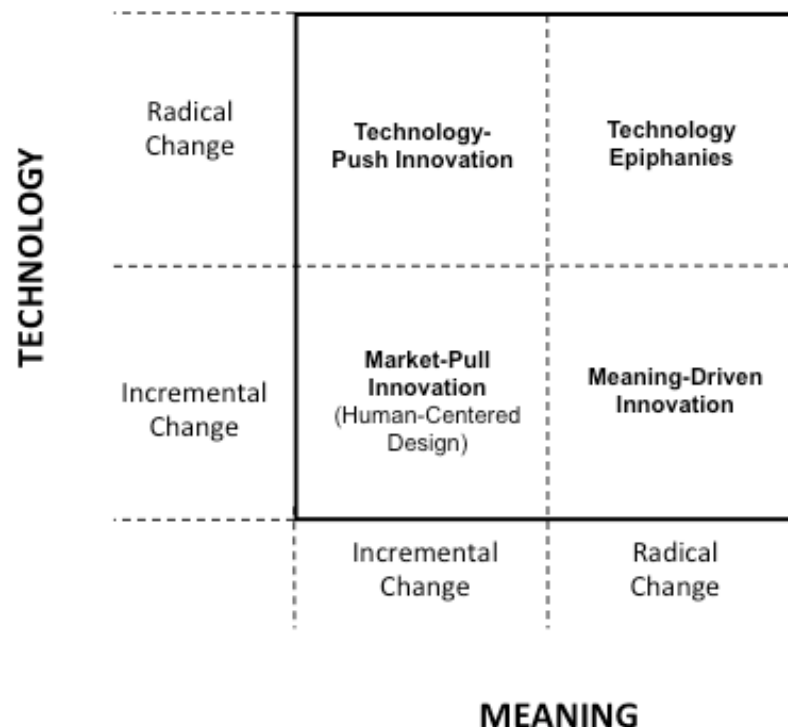 TECHNOLOGY
Radical
Change
Technology-
Push Innovation
Technology
Epiphanies
Incremental
Change
Market-Pull
Innovation
(Human-Centered
Design)
Meaning-Driven
Innovation
Incremental
Change
Radical
Change
MEANING